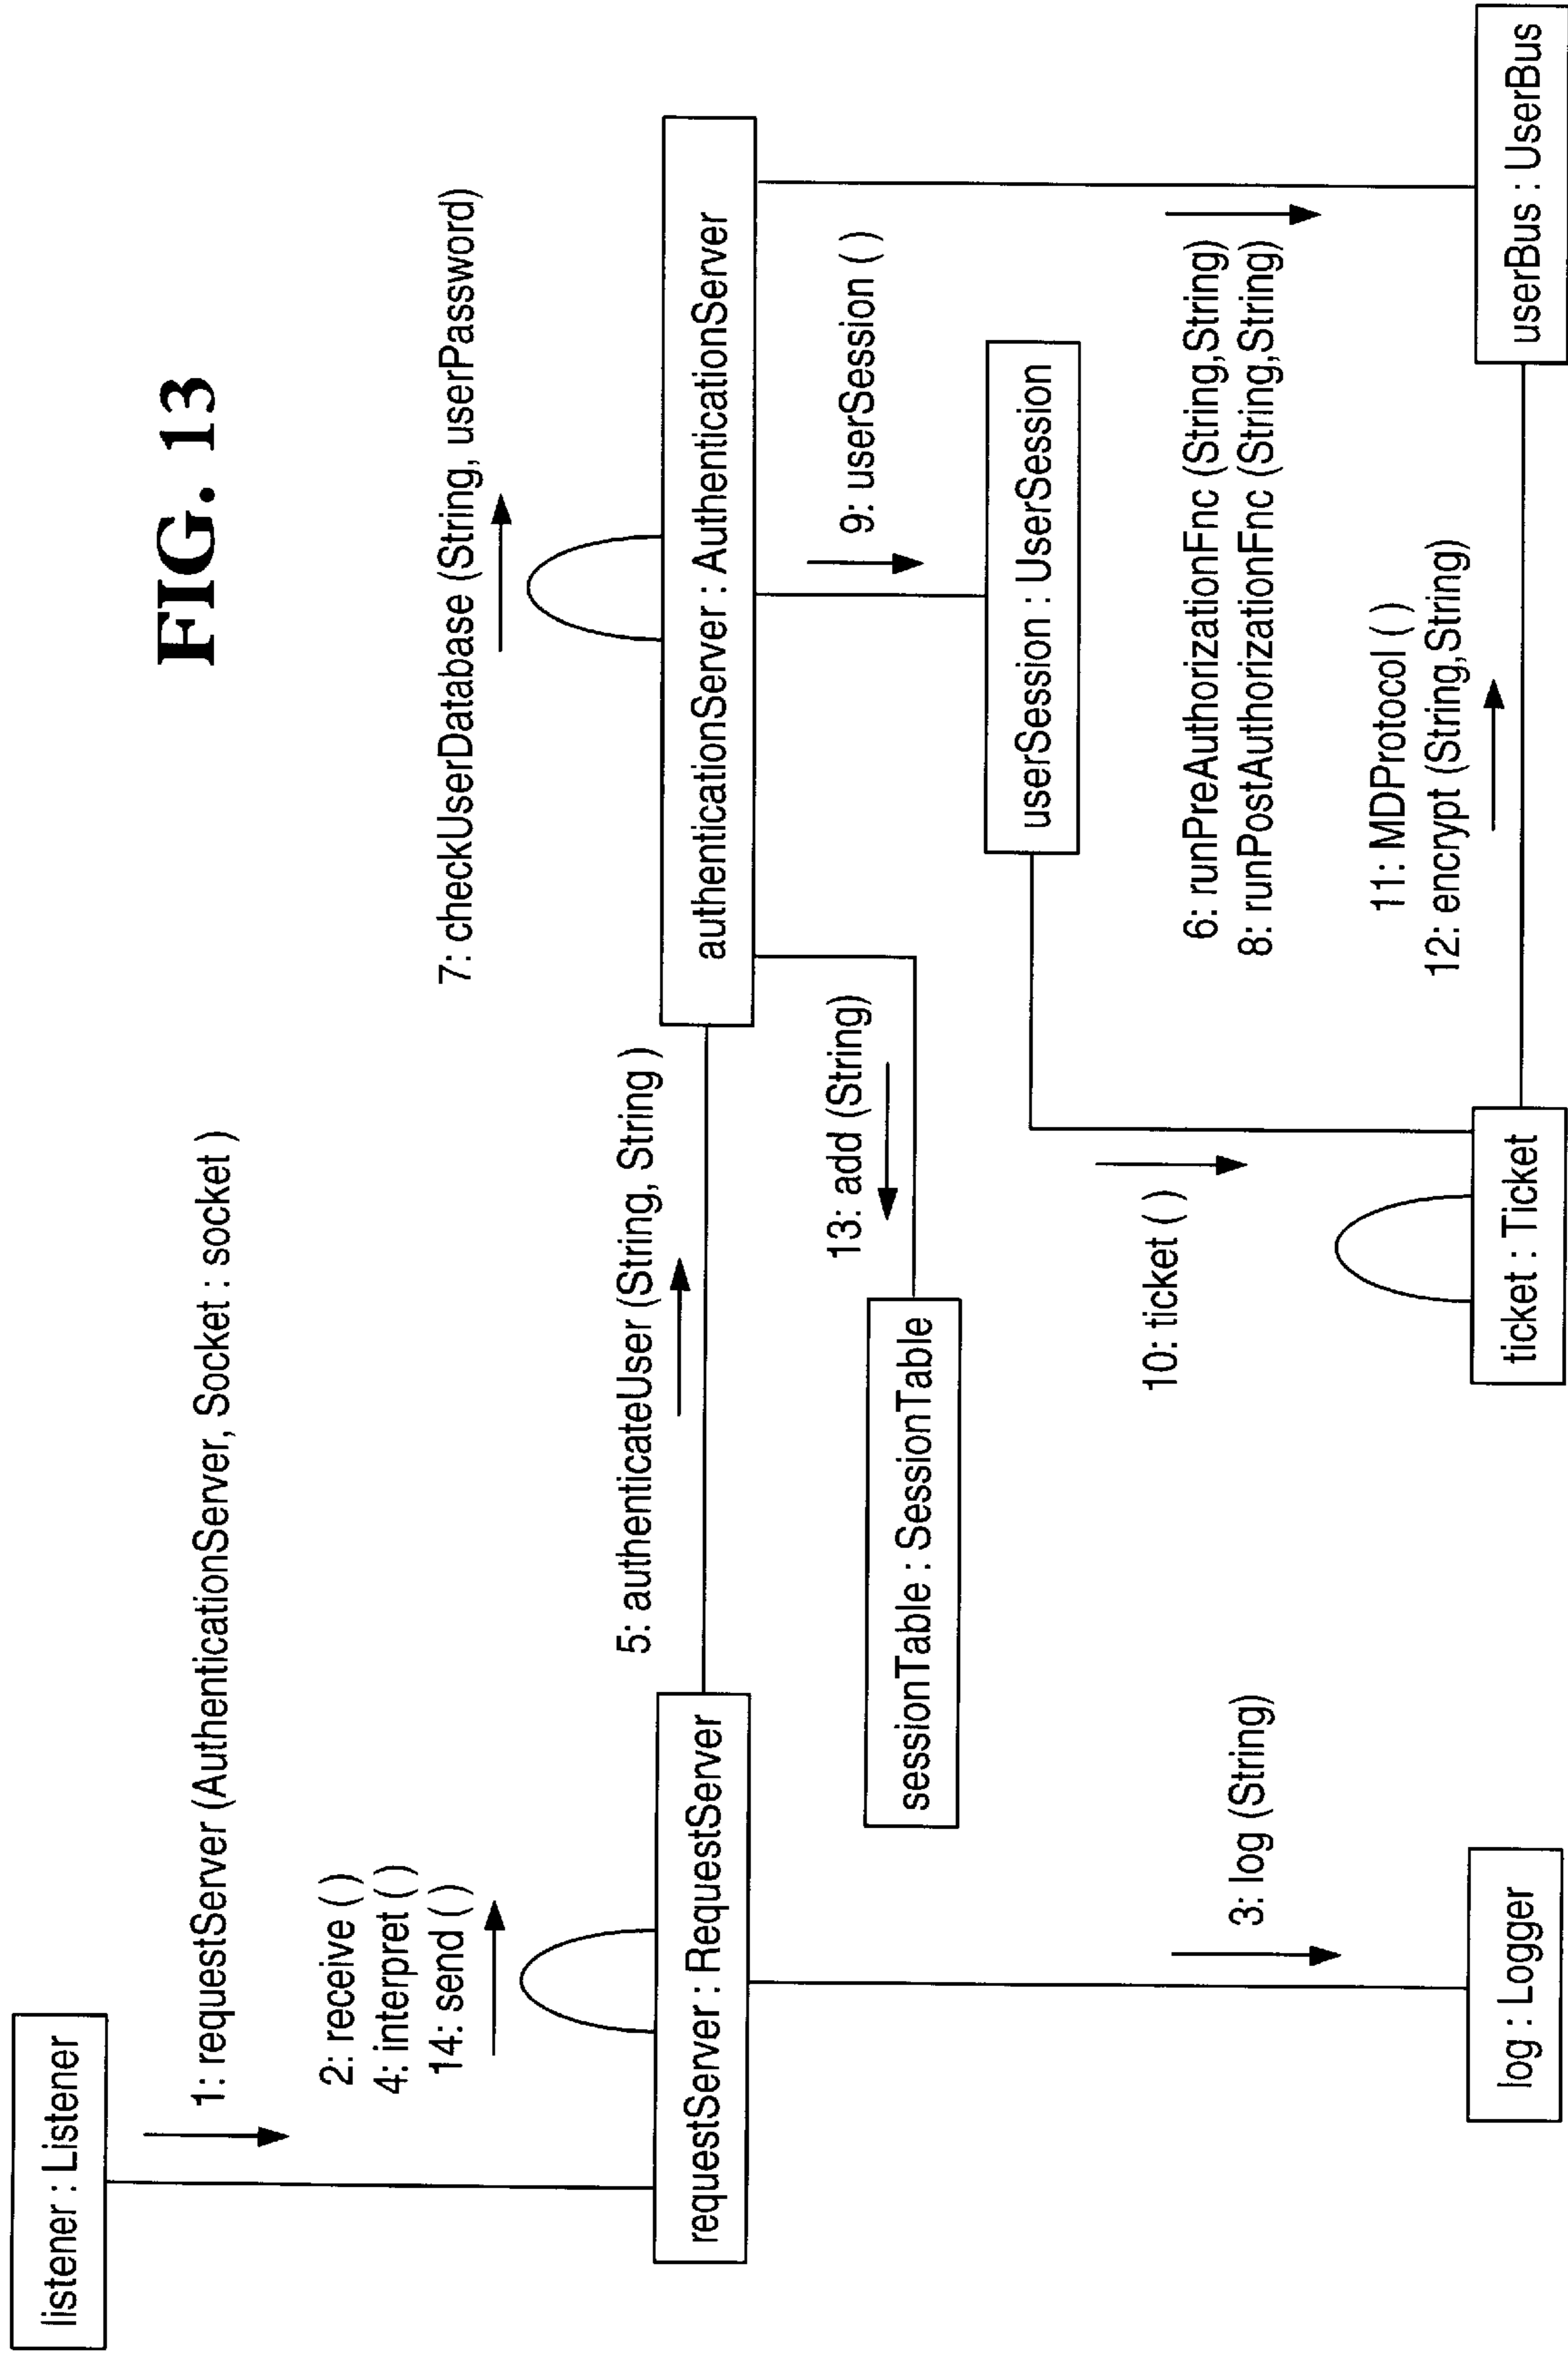 FIG. 13
listener : Listener
1: requestServer (AuthenticationServer, Socket : socket )
2: receive ( )
4: interpret ( )
14: send ( )
7: checkUserDatabase (String, userPassword)
requestServer : RequestServer
5: authenticateUser (String, String )
authenticationServer : AuthenticationServer
13: add (String)
9: userSession ( )
sessionTable : SessionTable
userSession : UserSession
10: ticket ( )
6: runPreAuthorizationFnc (String,String)
8: runPostAuthorizationFnc (String,String)
3: log (String)
11: MDProtocol ( )
12: encrypt (String,String)
log : Logger
ticket : Ticket
userBus : UserBus